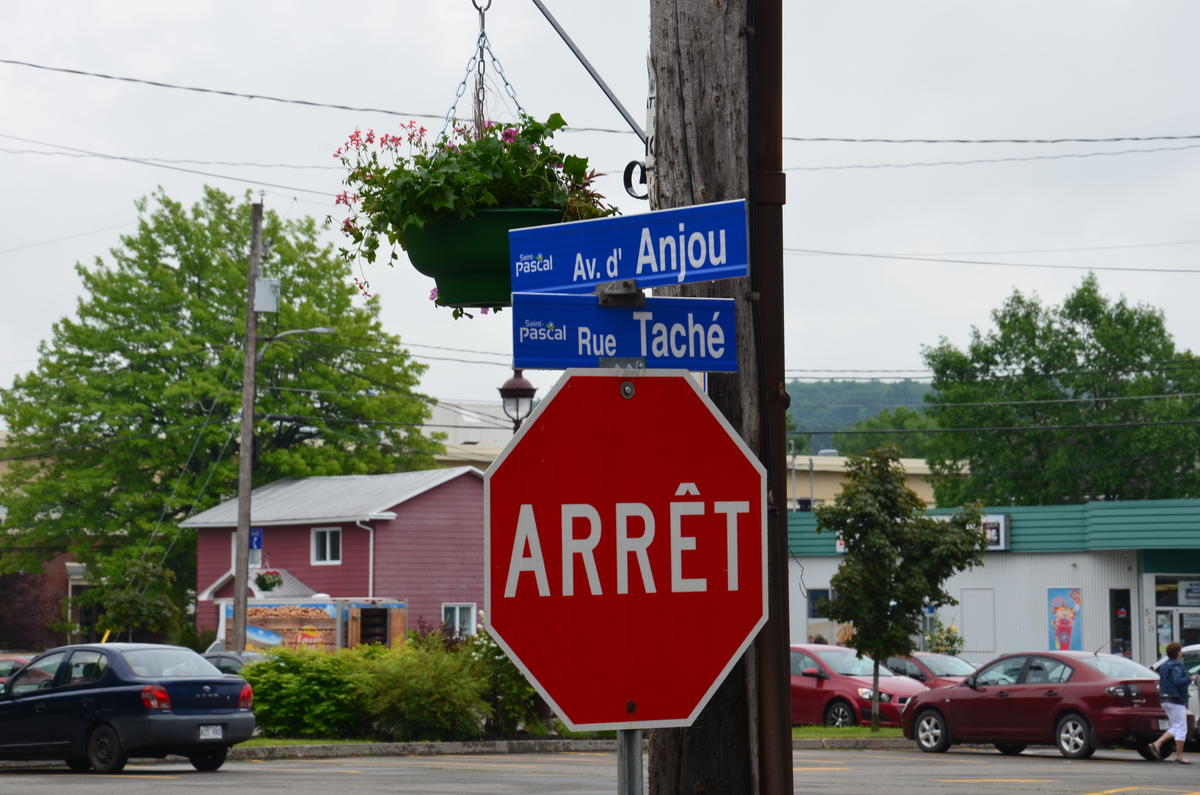 Saint-
Pascal
Av. d' Anjou
Saint-
Pascal
Rue Taché
ARRÊT